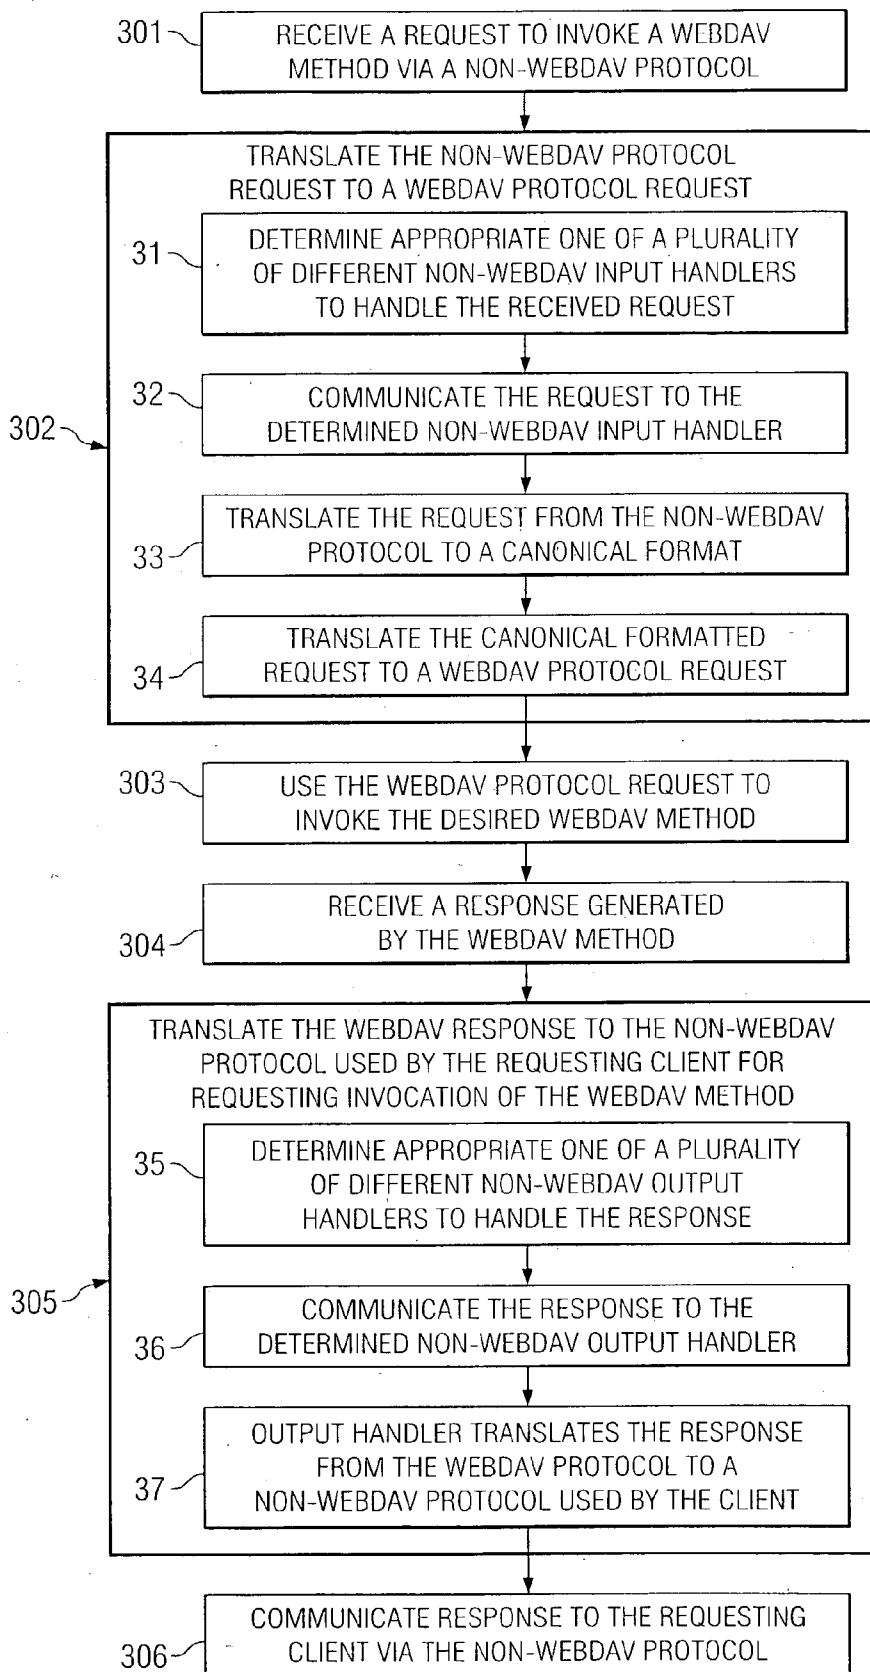 301
RECEIVE A REQUEST TO INVOKE A WEBDAV
METHOD VIA A NON-WEBDAV PROTOCOL
302
TRANSLATE THE NON-WEBDAV PROTOCOL
REQUEST TO A WEBDAV PROTOCOL REQUEST
31
DETERMINE APPROPRIATE ONE OF A PLURALITY
OF DIFFERENT NON-WEBDAV INPUT HANDLERS
TO HANDLE THE RECEIVED REQUEST
32
COMMUNICATE THE REQUEST TO THE
DETERMINED NON-WEBDAV INPUT HANDLER
33
TRANSLATE THE REQUEST FROM THE NON-WEBDAV
PROTOCOL TO A CANONICAL FORMAT
34
TRANSLATE THE CANONICAL FORMATTED
REQUEST TO A WEBDAV PROTOCOL REQUEST
303
USE THE WEBDAV PROTOCOL REQUEST TO
INVOKE THE DESIRED WEBDAV METHOD
304
RECEIVE A RESPONSE GENERATED
BY THE WEBDAV METHOD
305
TRANSLATE THE WEBDAV RESPONSE TO THE NON-WEBDAV
PROTOCOL USED BY THE REQUESTING CLIENT FOR
REQUESTING INVOCATION OF THE WEBDAV METHOD
35
DETERMINE APPROPRIATE ONE OF A PLURALITY
OF DIFFERENT NON-WEBDAV OUTPUT
HANDLERS TO HANDLE THE RESPONSE
36
COMMUNICATE THE RESPONSE TO THE
DETERMINED NON-WEBDAV OUTPUT HANDLER
37
OUTPUT HANDLER TRANSLATES THE RESPONSE
FROM THE WEBDAV PROTOCOL TO A
NON-WEBDAV PROTOCOL USED BY THE CLIENT
306
COMMUNICATE RESPONSE TO THE REQUESTING
CLIENT VIA THE NON-WEBDAV PROTOCOL